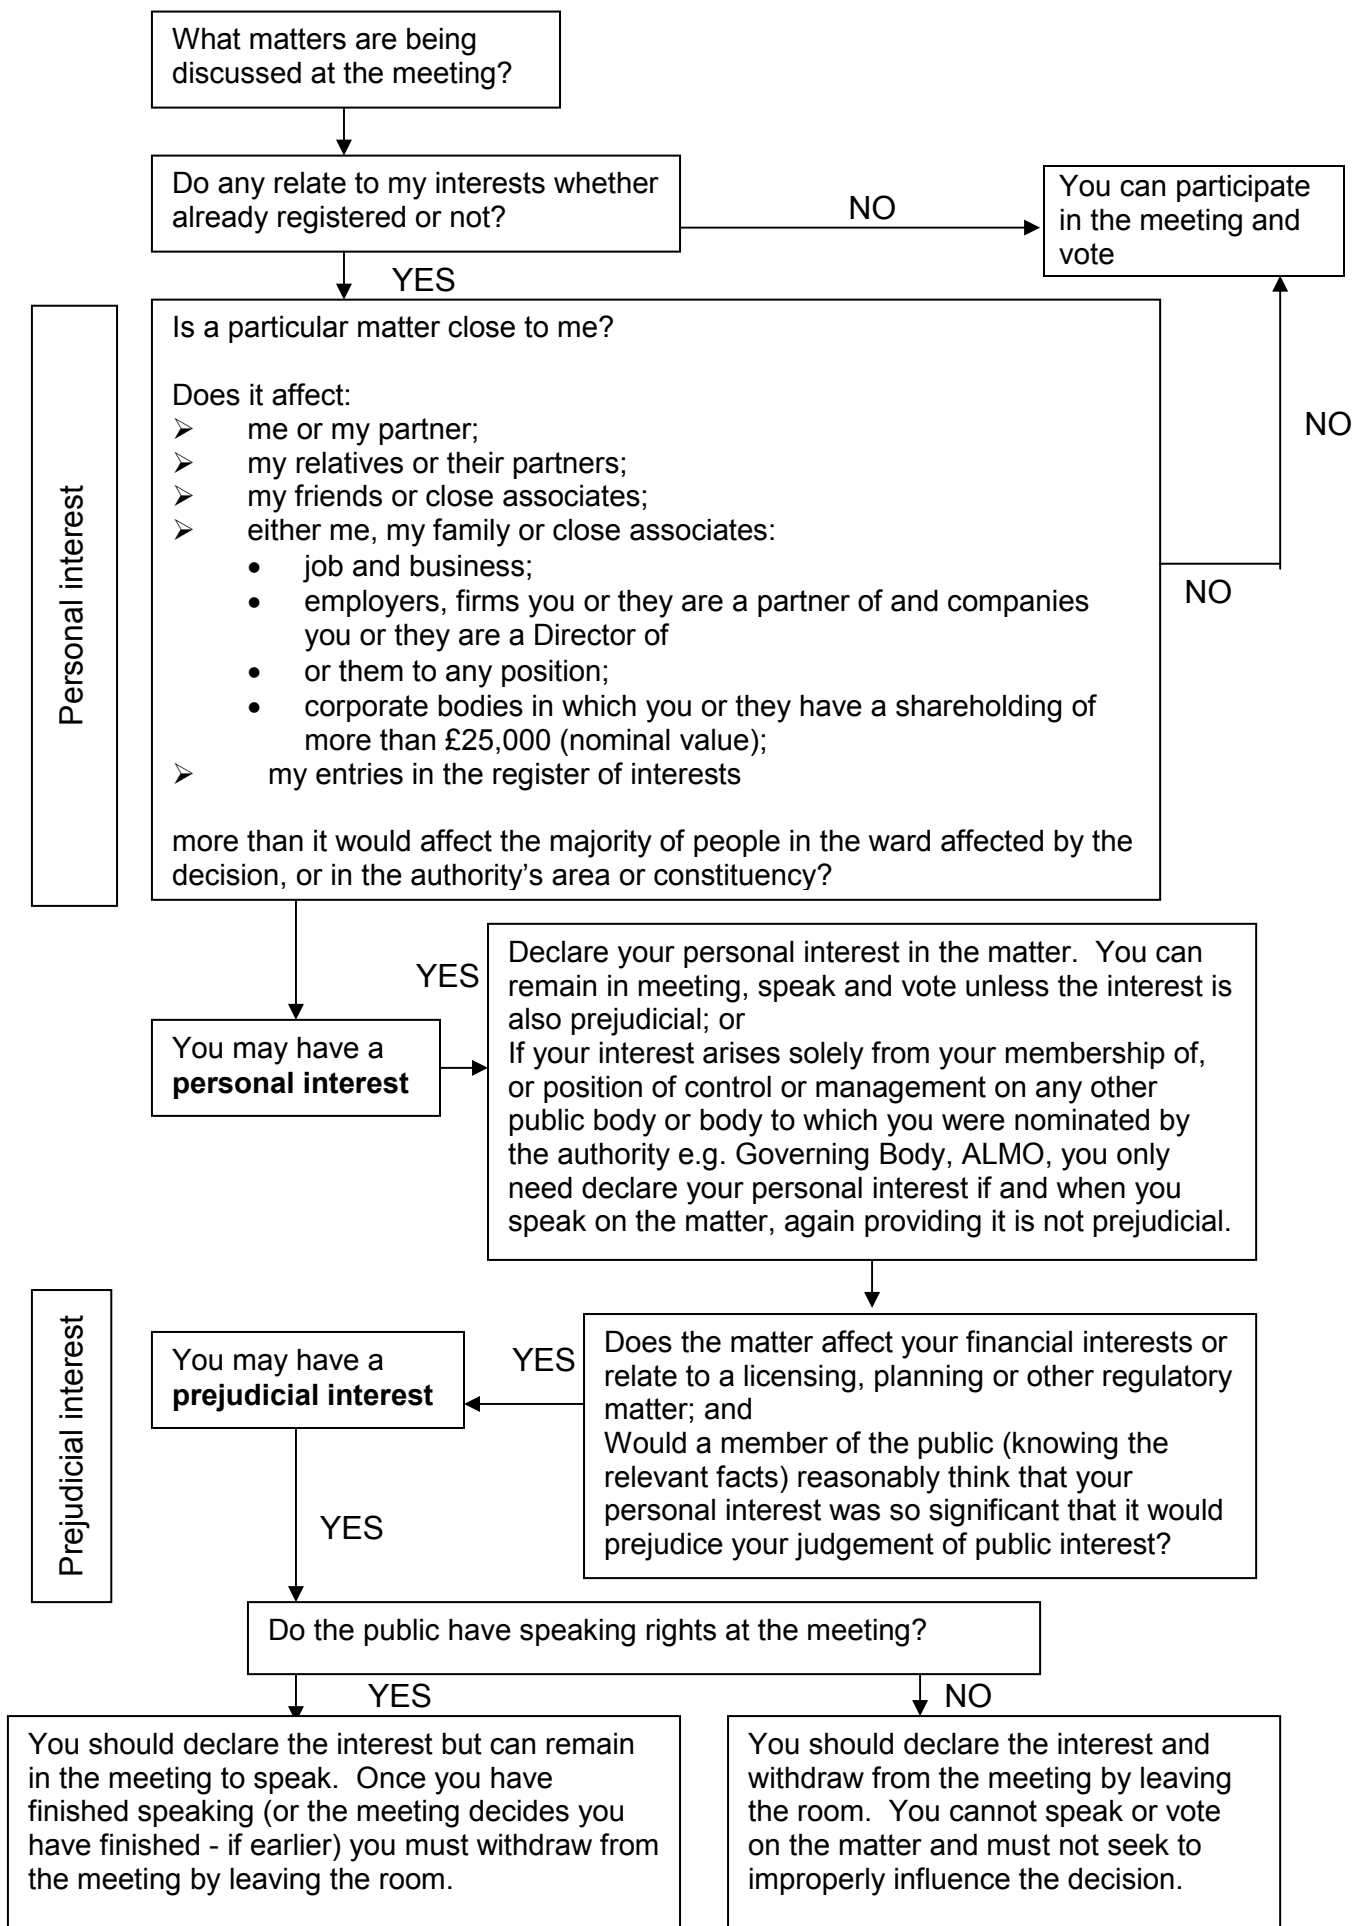 What matters are being
discussed at the meeting?
Do any relate to my interests whether
already registered or not?
NO
You can participate
in the meeting and
vote
YES
Personal interest
Is a particular matter close to me?
Does it affect:
➢ me or my partner;
➢ my relatives or their partners;
➢ my friends or close associates;
➢ either me, my family or close associates:
• job and business;
• employers, firms you or they are a partner of and companies
you or they are a Director of
• or them to any position;
• corporate bodies in which you or they have a shareholding of
more than £25,000 (nominal value);
➢ my entries in the register of interests
more than it would affect the majority of people in the ward affected by the
decision, or in the authority's area or constituency?
NO
NO
YES
You may have a
personal interest
Declare your personal interest in the matter. You can
remain in meeting, speak and vote unless the interest is
also prejudicial; or
If your interest arises solely from your membership of,
or position of control or management on any other
public body or body to which you were nominated by
the authority e.g. Governing Body, ALMO, you only
need declare your personal interest if and when you
speak on the matter, again providing it is not prejudicial.
Prejudicial interest
You may have a
prejudicial interest
YES
Does the matter affect your financial interests or
relate to a licensing, planning or other regulatory
matter; and
Would a member of the public (knowing the
relevant facts) reasonably think that your
personal interest was so significant that it would
prejudice your judgement of public interest?
YES
Do the public have speaking rights at the meeting?
YES
NO
You should declare the interest but can remain
in the meeting to speak. Once you have
finished speaking (or the meeting decides you
have finished - if earlier) you must withdraw from
the meeting by leaving the room.
You should declare the interest and
withdraw from the meeting by leaving
the room. You cannot speak or vote
on the matter and must not seek to
improperly influence the decision.